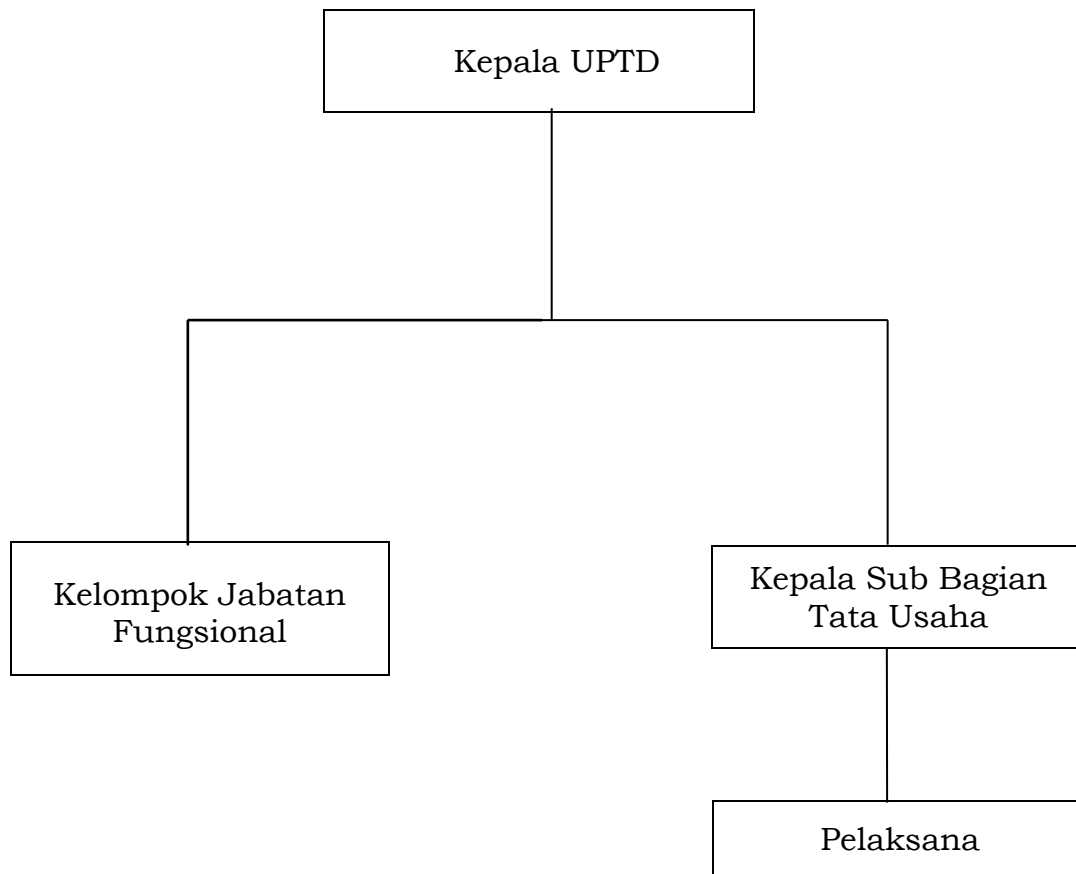 Kepala UPTD
Kelompok Jabatan
Fungsional
Kepala Sub Bagian
Tata Usaha
Pelaksana